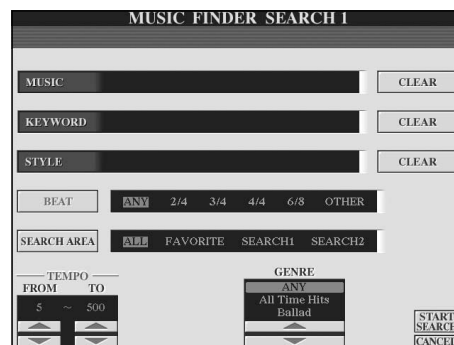 MUSIC FINDER SEARCH 1
MUSIC CLEAR
KEYWORD CLEAR
STYLE CLEAR
BEAT ANY 2/4 3/4 4/4 6/8 OTHER
SEARCH AREA ALL FAVORITE SEARCH1 SEARCH2
TEMPO
FROM TO
5 ~ 500
GENRE
ANY
All Time Hits
Ballad
START
SEARCH
CANCEL